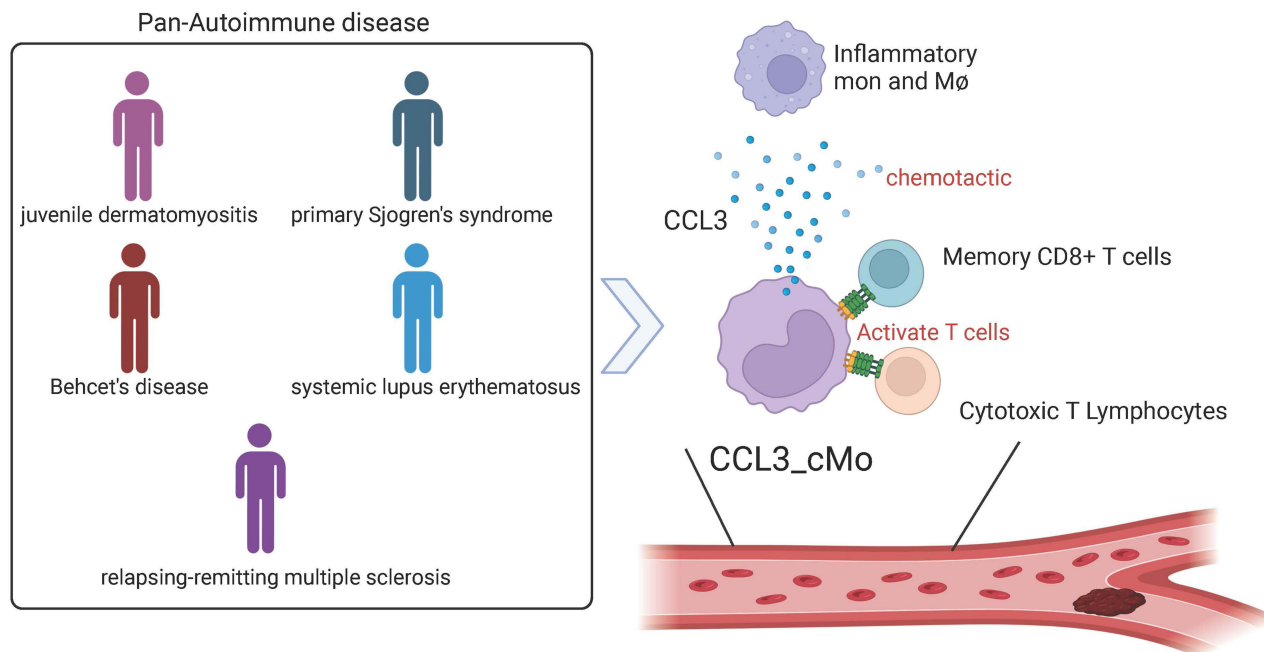 Pan-Autoimmune disease
juvenile dermatomyositis
primary Sjogren's syndrome
Behcet's disease
systemic lupus erythematosus
relapsing-remitting multiple sclerosis
Inflammatory
mon and Mø
chemotactic
CCL3
Memory CD8+ T cells
Activate T cells
Cytotoxic T Lymphocytes
CCL3_cMo